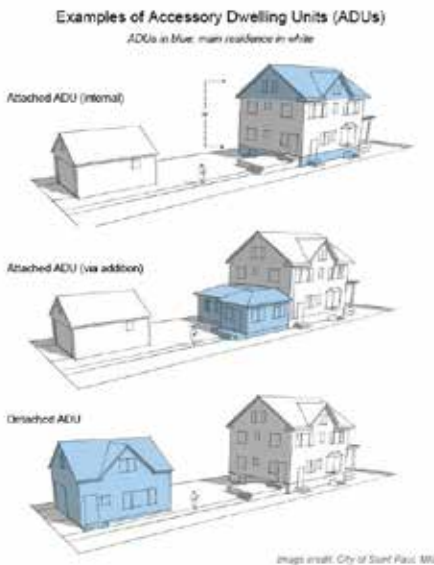 Examples of Accessory Dwelling Units (ADUs)
ADUs in blue; main residence in white
Attached ADU (internal)
Attached ADU (via addition)
Detached ADU
Image credit: City of Saint Paul, MN